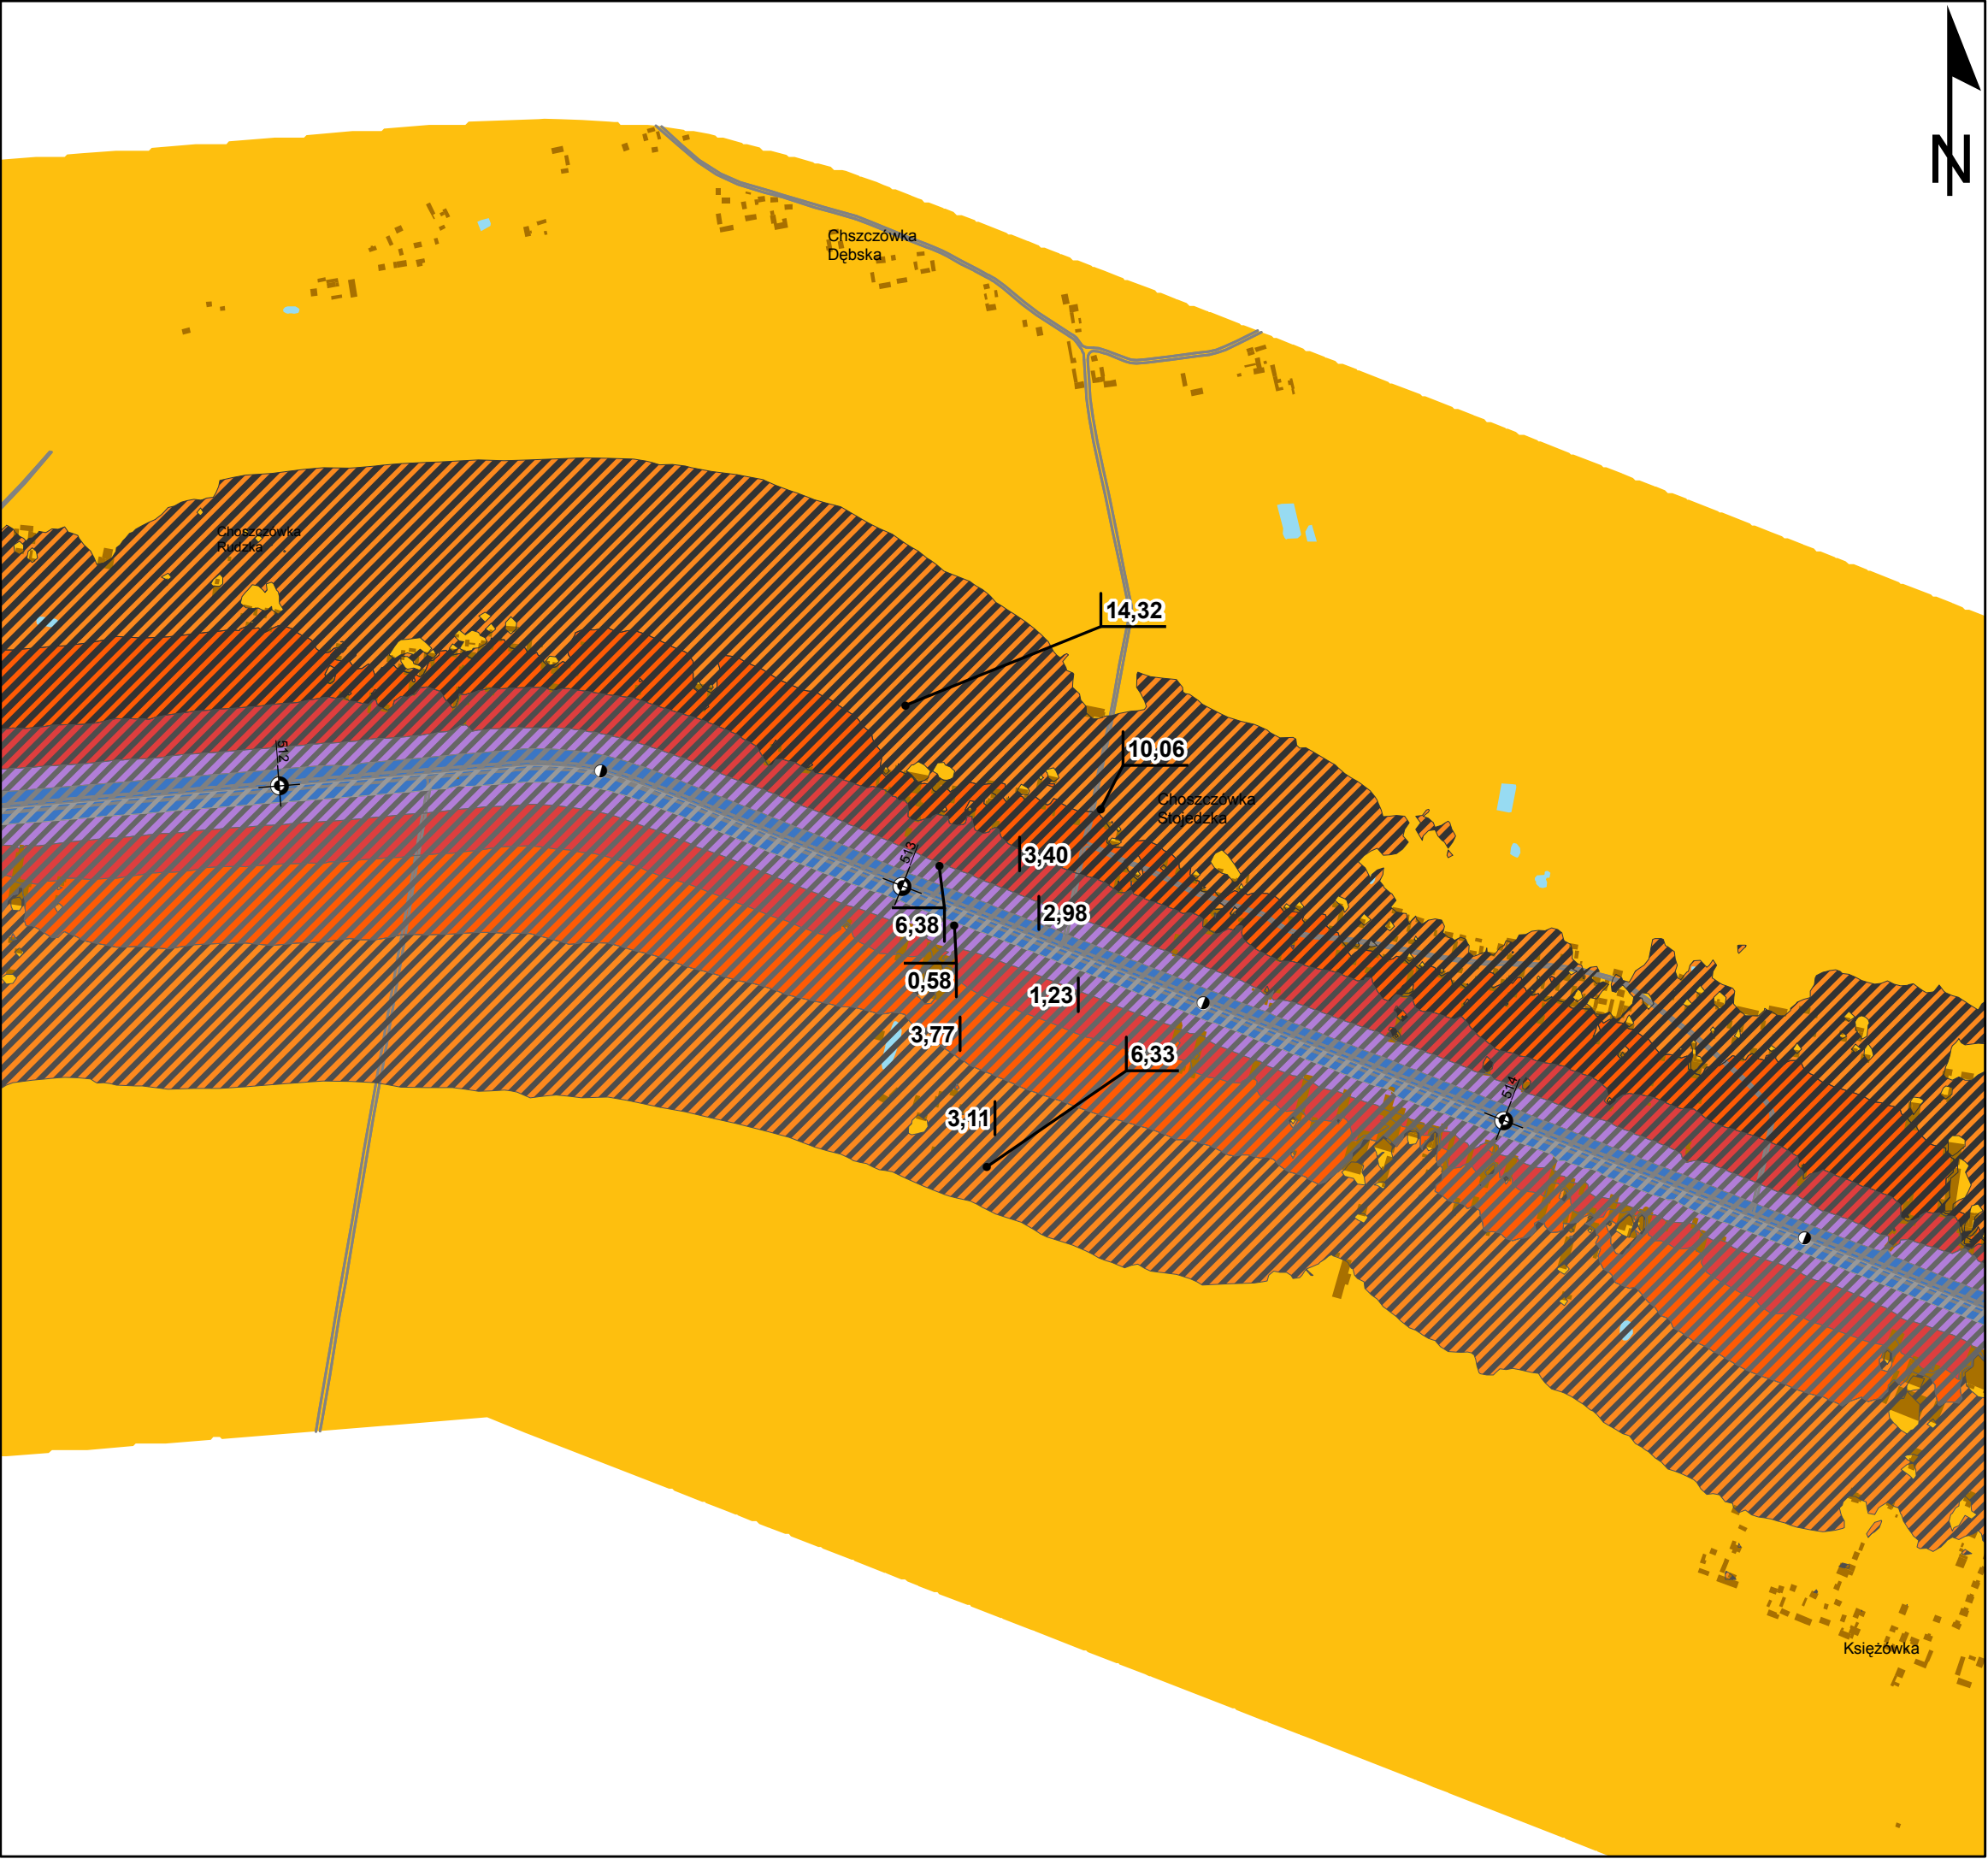 N
Chszczówka
Dębska
Choszczówka
Rudzka
14,32
512
10,06
Choszczówka
Stojedzka
513
3,40
2,98
6,38
0,58
1,23
3,77
6,33
514
3,11
Księżówka